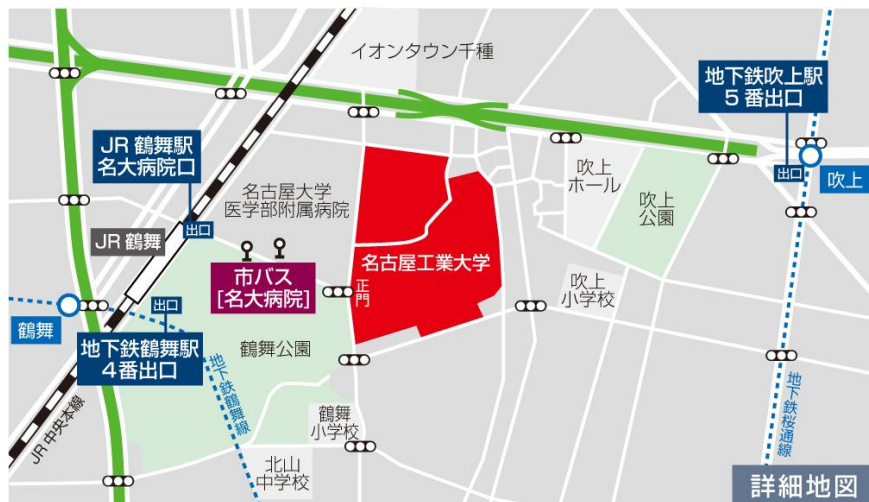 イオンタウン千種
地下鉄吹上駅
5番出口
JR 鶴舞駅
名大病院口
出口
吹上
名古屋大学
医学部附属病院
吹上
ホール
吹上
公園
出口
JR 鶴舞
市バス
[名大病院]
正門
名古屋工業大学
吹上
小学校
鶴舞
出口
地下鉄鶴舞駅
4番出口
鶴舞公園
地下鉄鶴舞線
JR 中央本線
鶴舞
小学校
北山
中学校
地下鉄桜通線
詳細地図